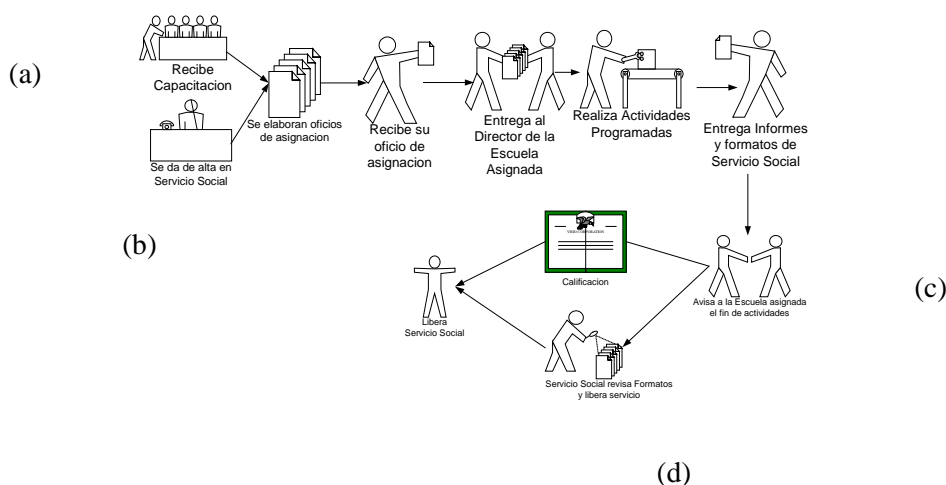 (a)
Recibe
Capacitacion
Se da de alta en
Servicio Social
Se elaboran oficios
de asignacion
Recibe su
oficio de
asignacion
Entrega al
Director de la
Escuela
Asignada
Realiza Actividades
Programadas
Entrega Informes
y formatos de
Servicio Social
(b)
Calificacion
Libera
Servicio Social
Avisa a la Escuela asignada
el fin de actividades
(c)
Servicio Social revisa Formatos
y libera servicio
(d)